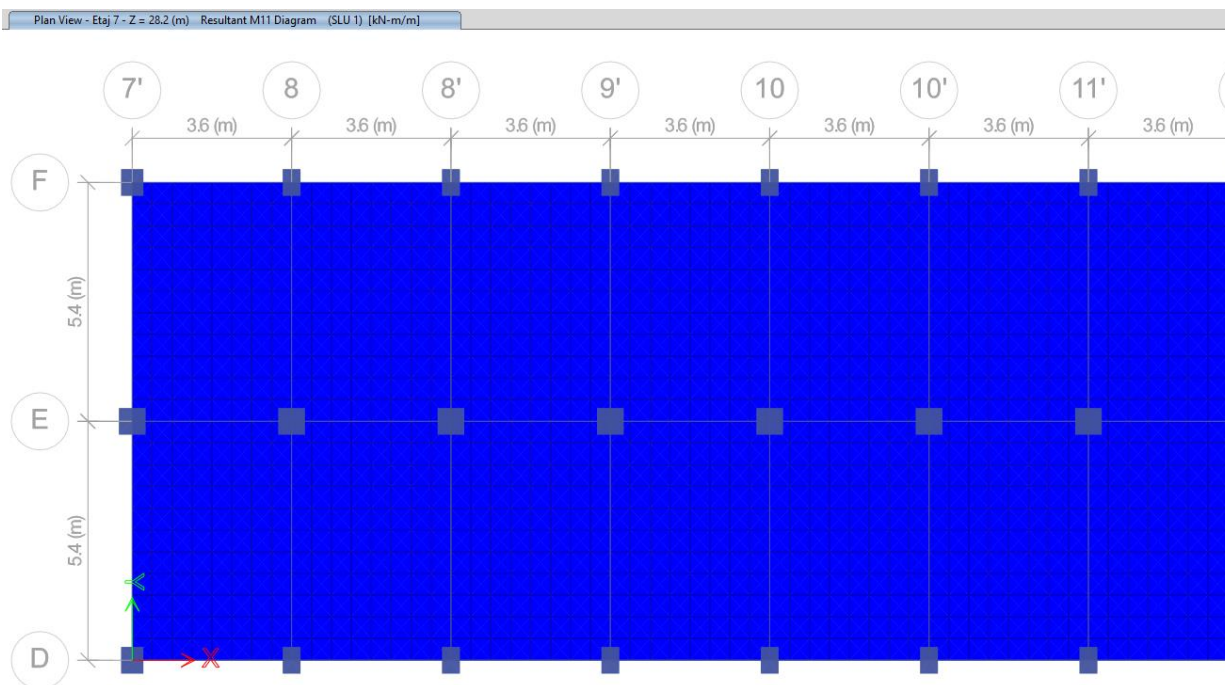 Plan View - Etaj 7 - Z = 28.2 (m) Resultant M11 Diagram (SLU 1) [kN-m/m]
7' 8 8' 9' 10 10' 11'
3.6 (m) 3.6 (m) 3.6 (m) 3.6 (m) 3.6 (m) 3.6 (m) 3.6 (m)
F
5.4 (m)
E
5.4 (m)
Y
D
X